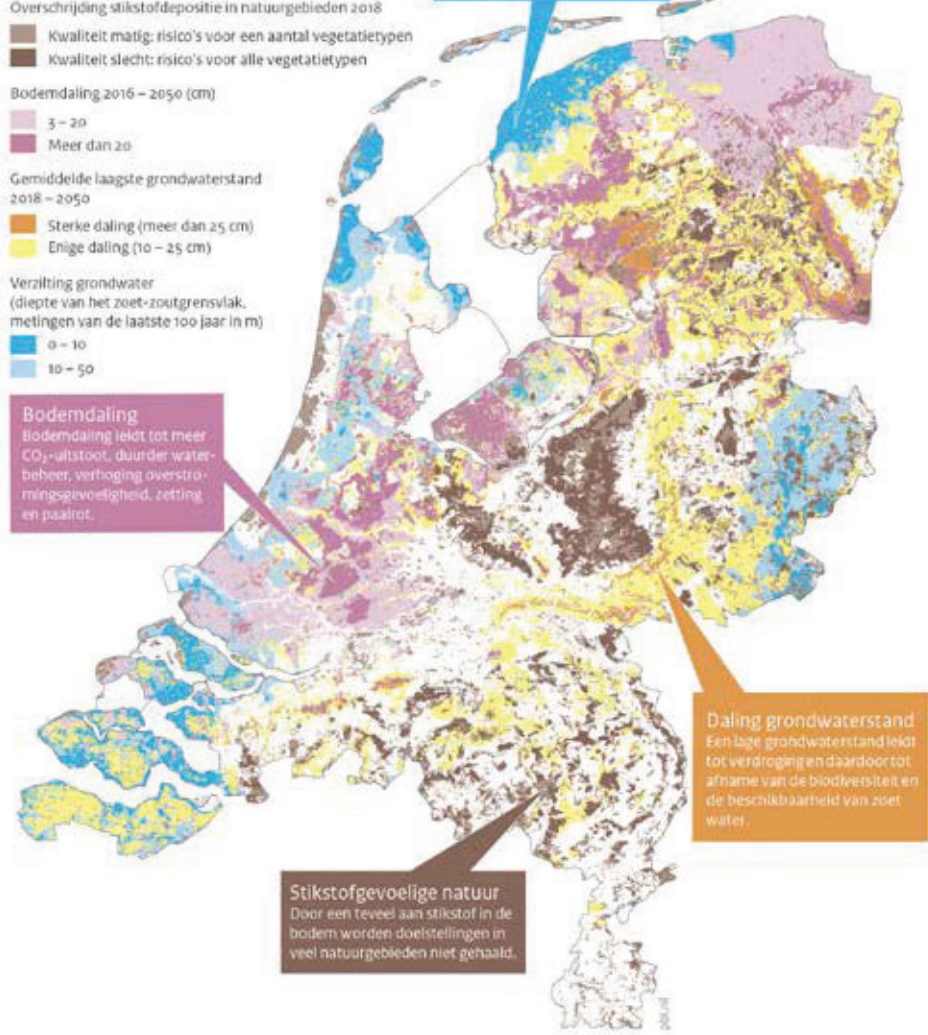 Overschrijding stikstofdepositie in natuurgebieden 2018
Kwaliteit matig: risico's voor een aantal vegetatietypen
Kwaliteit slecht: risico's voor alle vegetatietypen
Bodemdaling 2016 – 2050 (cm)
3 – 20
Meer dan 20
Gemiddelde laagste grondwaterstand
2018 – 2050
Sterke daling (meer dan 25 cm)
Enige daling (10 – 25 cm)
Verzilting grondwater
(diepte van het zoet-zoutgrensvlak,
metingen van de laatste 100 jaar in m)
0 – 10
10 – 50
Bodemdaling
Bodemdaling leidt tot meer
CO₂-uitstoot, duurder water-
beheer, verhoging overstro-
mingsgevoeligheid, zetting
en paalrot.
Daling grondwaterstand
Een lage grondwaterstand leidt
tot verdroging en daardoor tot
afname van de biodiversiteit en
de beschikbaarheid van zoet
water.
Stikstofgevoelige natuur
Door een teveel aan stikstof in de
bodem worden doelstellingen in
veel natuurgebieden niet gehaald.
pbl.nl